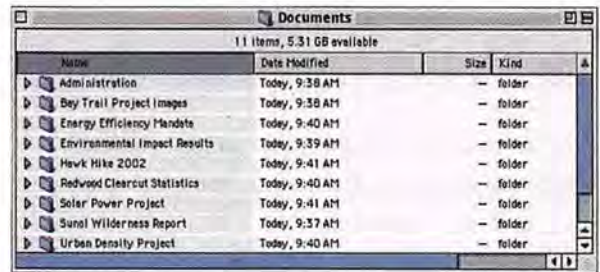 Documents
11 items, 5.31 GB available
Name Date Modified Size Kind
Administration Today, 9:38 AM — folder
Bay Trail Project Images Today, 9:38 AM — folder
Energy Efficiency Mandate Today, 9:40 AM — folder
Environmental Impact Results Today, 9:39 AM — folder
Hawk Hike 2002 Today, 9:41 AM — folder
Redwood Clearcut Statistics Today, 9:40 AM — folder
Solar Power Project Today, 9:41 AM — folder
Sunol Wilderness Report Today, 9:37 AM — folder
Urban Density Project Today, 9:40 AM — folder